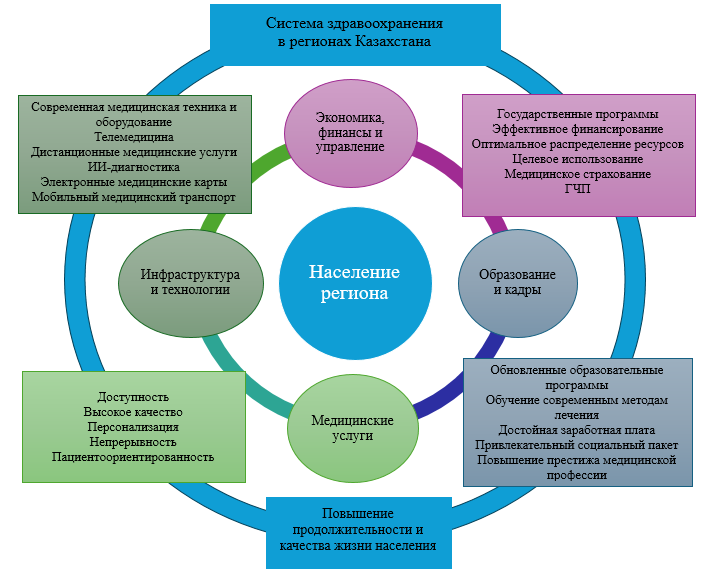 Система здравоохранения
в регионах Казахстана
Современная медицинская техника и
оборудование
Телемедицина
Дистанционные медицинские услуги
ИИ-диагностика
Электронные медицинские карты
Мобильный медицинский транспорт
Экономика,
финансы и
управление
Государственные программы
Эффективное финансирование
Оптимальное распределение ресурсов
Целевое использование
Медицинское страхование
ГЧП
Инфраструктура
и технологии
Население
региона
Образование
и кадры
Доступность
Высокое качество
Персонализация
Непрерывность
Пациентоориентированность
Медицинские
услуги
Обновленные образовательные
программы
Обучение современным методам
лечения
Достойная заработная плата
Привлекательный социальный пакет
Повышение престижа медицинской
профессии
Повышение
продолжительности и
качества жизни населения